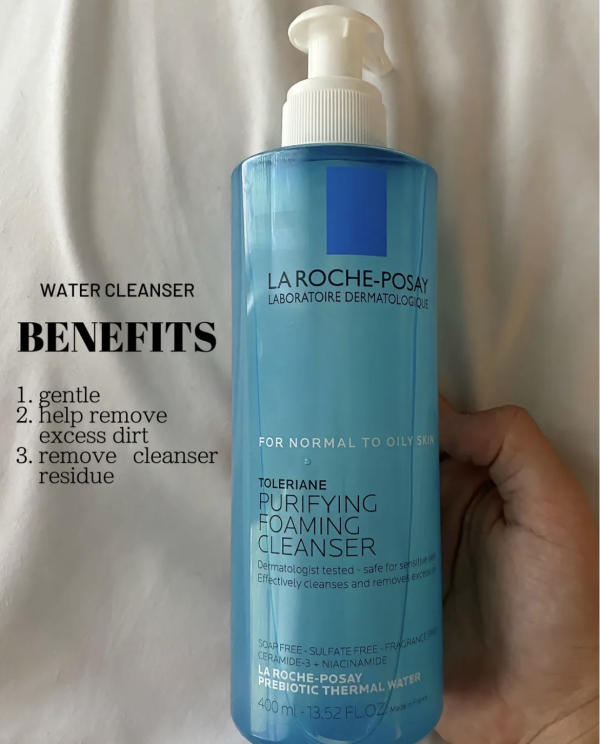 WATER CLEANSER
BENEFITS
1. gentle
2. help remove
excess dirt
3. remove cleanser
residue
LA ROCHE-POSAY
LABORATOIRE DERMATOLOGIQUE
FOR NORMAL TO OILY SKIN
TOLERIANE
PURIFYING
FOAMING
CLEANSER
Dermatologist tested - safe for sensitive
Effectively cleanses and removes excess
SOAP FREE - SULFATE FREE - FRAGRANCE
CERAMIDE-3 + NIACINAMIDE
LA ROCHE-POSAY
PREBIOTIC THERMAL WATER
400 ml - 13.52 FL.OZ. Made in France